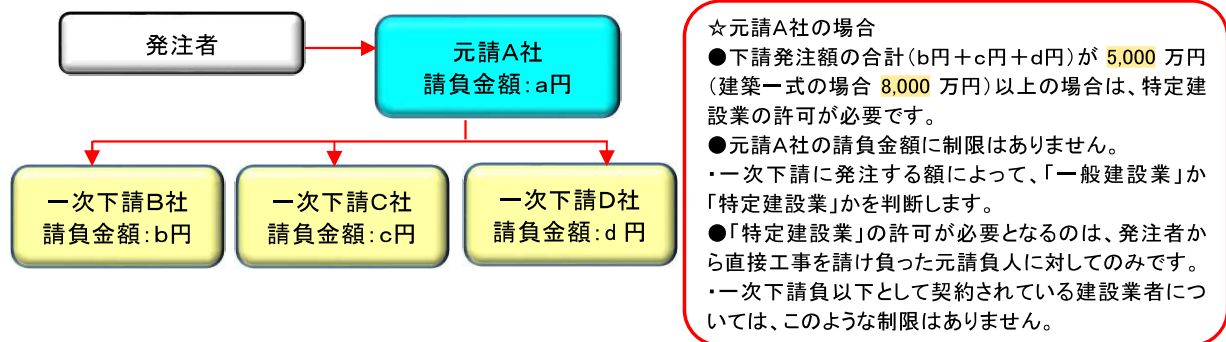 発注者
元請A社
請負金額:a円
一次下請B社
請負金額:b円
一次下請C社
請負金額:c円
一次下請D社
請負金額:d 円
☆元請A社の場合
●下請発注額の合計(b円+c円+d円)が 5,000 万円
(建築一式の場合 8,000 万円)以上の場合は、特定建
設業の許可が必要です。
●元請A社の請負金額に制限はありません。
・一次下請に発注する額によって、「一般建設業」か
「特定建設業」かを判断します。
●「特定建設業」の許可が必要となるのは、発注者か
ら直接工事を請け負った元請負人に対してのみです。
・一次下請負以下として契約されている建設業者につ
いては、このような制限はありません。